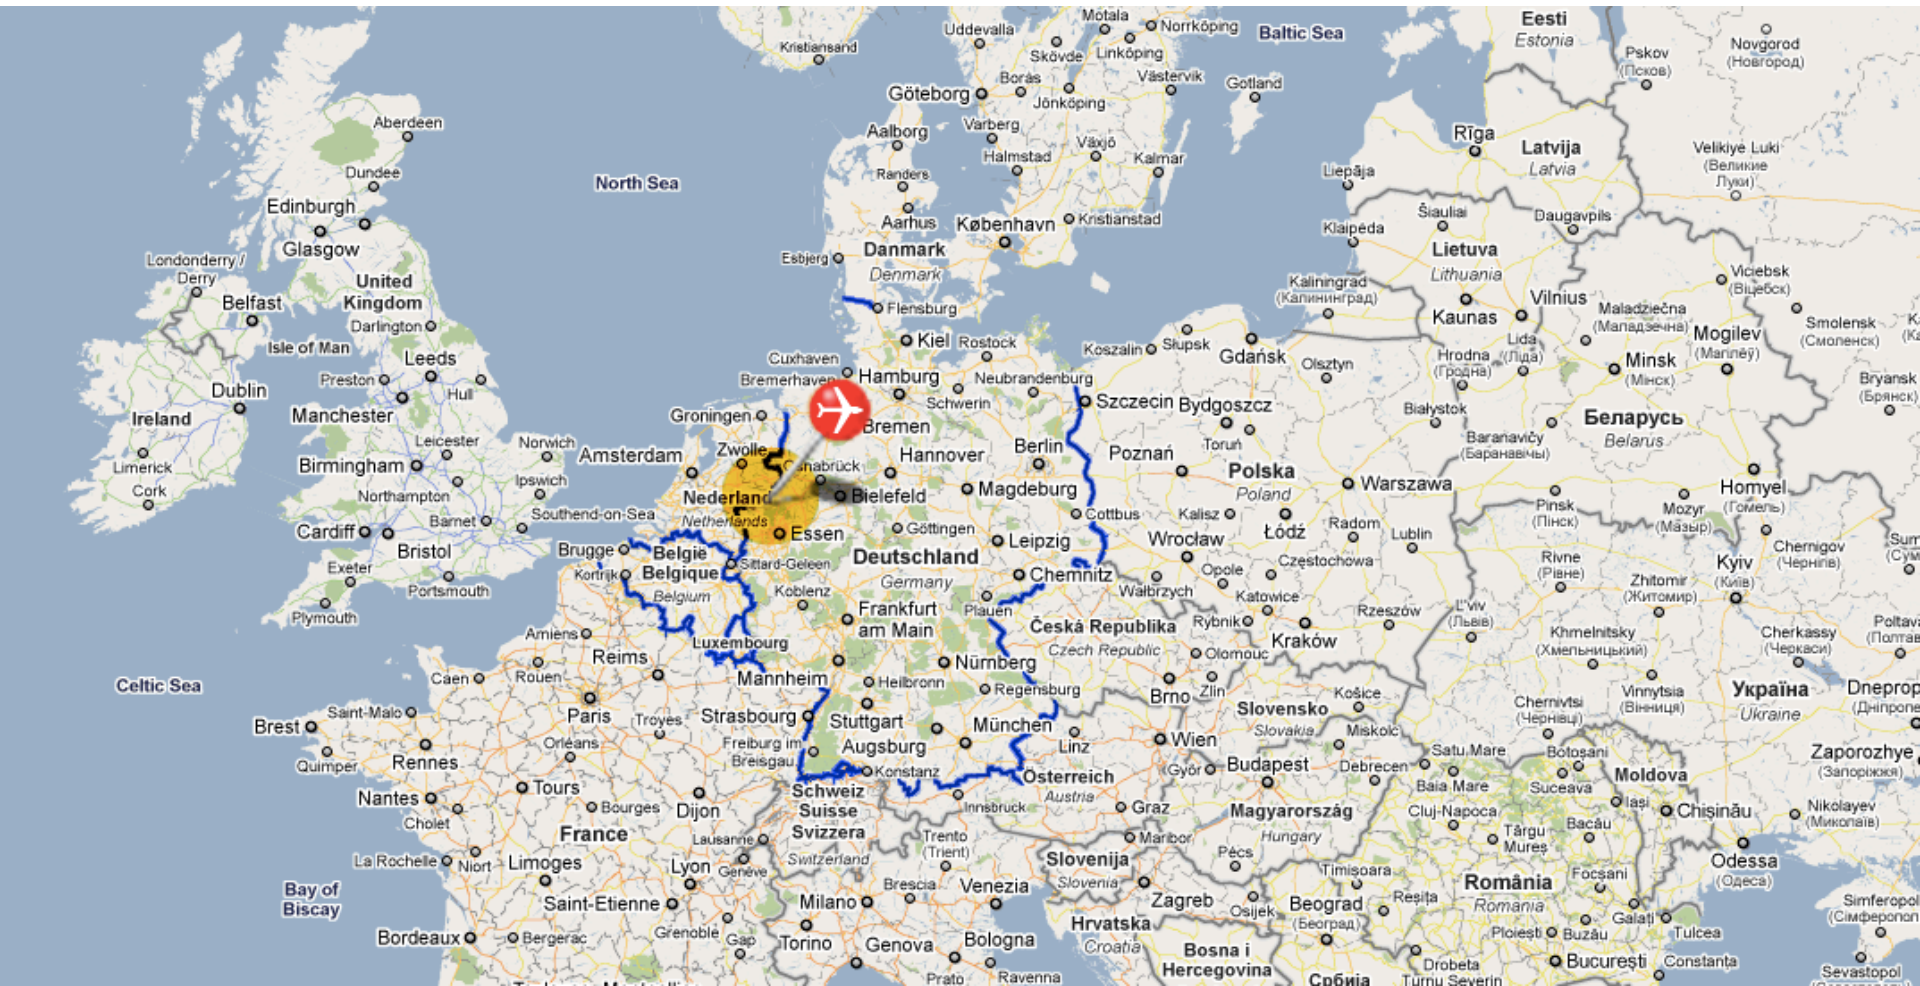 Motala
Norrköping
Uddevalla
Baltic Sea
Eesti
Estonia
Kristiansand
Skövde
Linköping
Pskov
(Псков)
Novgorod
(Новгород)
Borås
Västervik
Gotland
Göteborg
Jönköping
Aberdeen
Aalborg
Varberg
Växjö
Rīga
Latvija
Latvia
Velikiye Luki
(Великие
Луки)
Halmstad
Kalmar
Dundee
Randers
Liepāja
North Sea
Edinburgh
Aarhus
København
Kristianstad
Šiauliai
Daugavpils
Glasgow
Danmark
Denmark
Klaipėda
Lietuva
Lithuania
Londonderry /
Derry
Esbjerg
Kaliningrad
(Калининград)
Viciebsk
(Віцебск)
United
Kingdom
Belfast
Flensburg
Vilnius
Kaunas
Maladziečna
(Маладзечна)
Mogilev
(Магілёў)
Smolensk
(Смоленск)
Darlington
Isle of Man
Kiel
Rostock
Koszalin
Słupsk
Gdańsk
Hrodna
(Гродна)
Lida
(Ліда)
Minsk
(Мінск)
Leeds
Cuxhaven
Bremerhaven
Hamburg
Neubrandenburg
Olsztyn
Preston
Hull
Schwerin
Bryansk
(Брянск)
Dublin
Manchester
Ireland
Groningen
Bremen
Szczecin
Bydgoszcz
Białystok
Беларусь
Belarus
Leicester
Norwich
Zwolle
Berlin
Poznań
Toruń
Baranavičy
(Баранавічы)
Limerick
Birmingham
Amsterdam
Osnabrück
Hannover
Polska
Poland
Warszawa
Cork
Northampton
Ipswich
Nederland
Netherlands
Bielefeld
Magdeburg
Pinsk
(Пінск)
Mozyr
(Мазыр)
Homyel
(Гомель)
Cardiff
Barnet
Southend-on-Sea
Essen
Göttingen
Cottbus
Kalisz
Łódź
Radom
Lublin
Bristol
Brugge
België
Belgique
Belgium
Sittard-Geleen
Deutschland
Germany
Leipzig
Wrocław
Częstochowa
Rivne
(Рівне)
Kyiv
(Київ)
Chernigov
(Чернігів)
Exeter
Portsmouth
Kortrijk
Koblenz
Chemnitz
Opole
Wałbrzych
Katowice
Zhitomir
(Житомир)
Plymouth
Plauen
Frankfurt
am Main
Česká Republika
Czech Republic
Rybnik
Kraków
Rzeszów
L'viv
(Львів)
Khmelnitsky
(Хмельницький)
Cherkassy
(Черкаси)
Amiens
Luxembourg
Reims
Rouen
Nürnberg
Olomouc
Celtic Sea
Caen
Mannheim
Heilbronn
Regensburg
Brno
Zlin
Košice
Chernivtsi
(Чернівці)
Vinnytsia
(Вінниця)
Україна
Ukraine
Brest
Saint-Malo
Paris
Troyes
Strasbourg
Stuttgart
München
Slovensko
Slovakia
Miskolc
Quimper
Rennes
Orléans
Freiburg im
Breisgau
Augsburg
Linz
Wien
Satu Mare
Botoșani
Zaporozhye
(Запоріжжя)
Konstanz
Österreich
Austria
Győr
Budapest
Debrecen
Baia Mare
Suceava
Moldova
Nantes
Cholet
Tours
Bourges
Dijon
Schweiz
Suisse
Svizzera
Switzerland
Innsbruck
Graz
Magyarország
Hungary
Cluj-Napoca
Iași
Chișinău
Nikolayev
(Миколаїв)
France
Lausanne
Trento
(Trient)
Maribor
Târgu
Mureș
Bacău
La Rochelle
Niort
Limoges
Lyon
Genève
Slovenija
Slovenia
Pécs
Timișoara
Odessa
(Одеса)
Bay of
Biscay
Saint-Etienne
Milano
Brescia
Venezia
Zagreb
Osijek
Beograd
(Београд)
Reșița
România
Romania
Focșani
Galați
Bordeaux
Bergerac
Grenoble
Gap
Torino
Genova
Bologna
Hrvatska
Croatia
Bosna i
Hercegovina
Ploiești
Buzău
Tulcea
Prato
Ravenna
Србија
Drobeta
Turnu Severin
București
Constanța
Sevastopol